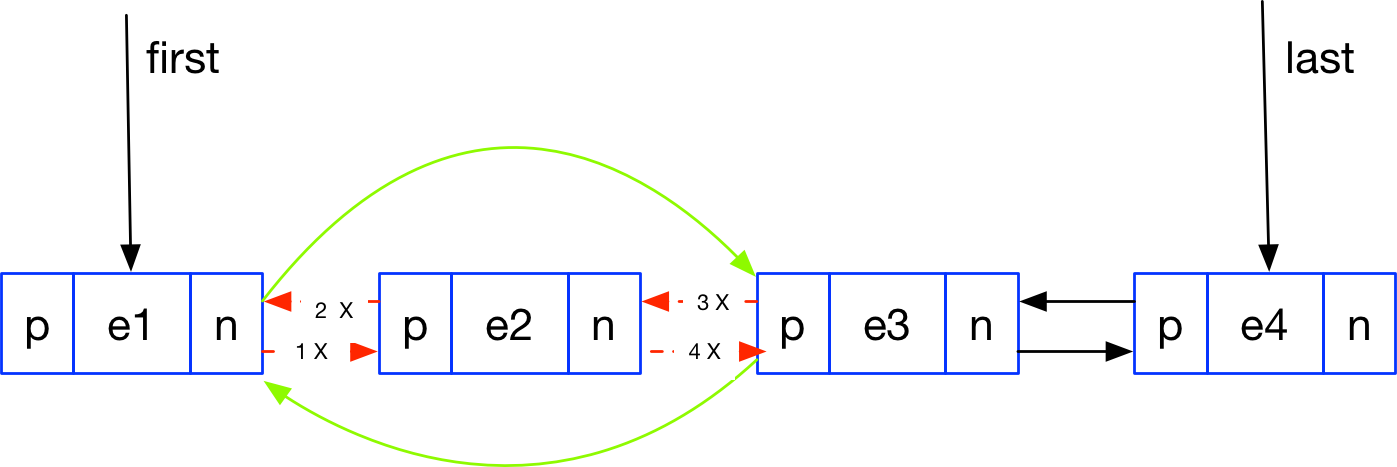 first
last
2 X
3 X
p e1 n
p e2 n
p e3 n
p e4 n
1 X
4 X